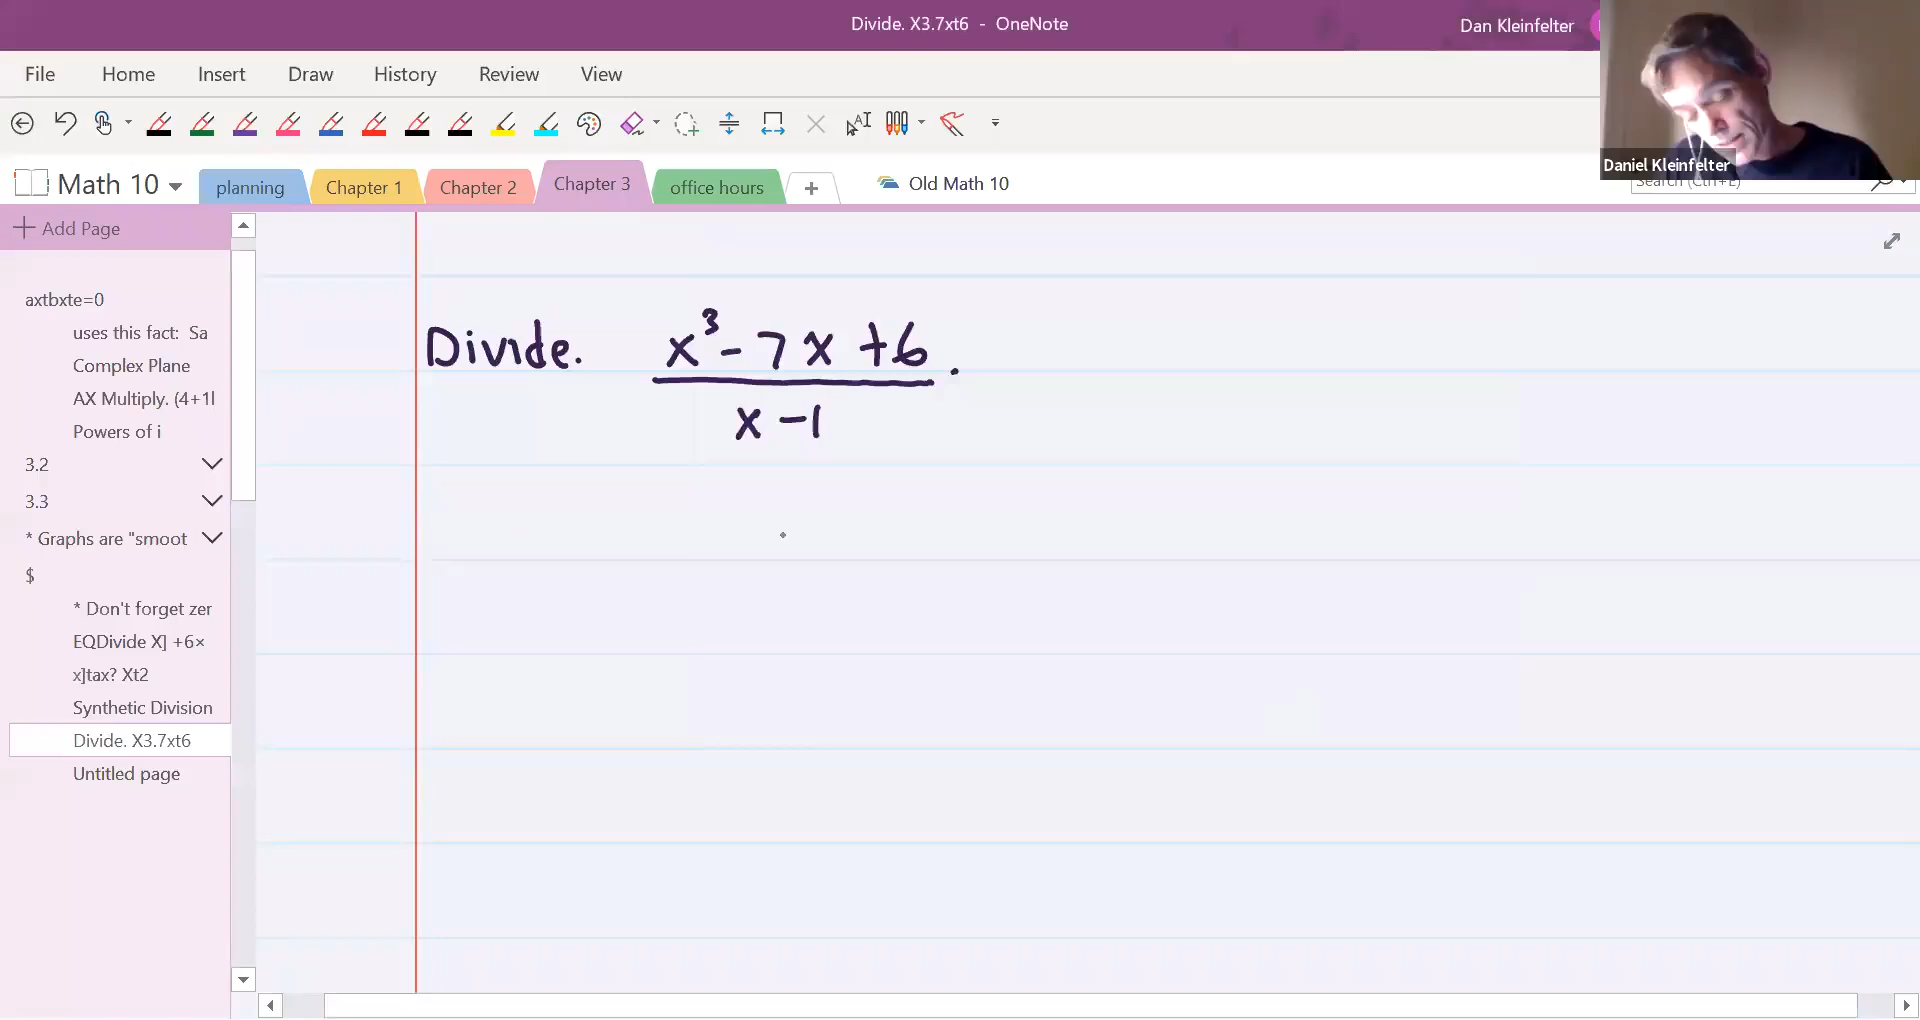 Divide. X3.7xt6 - OneNote
Dan Kleinfelter
File Home Insert Draw History Review View
Daniel Kleinfelter
Math 10 planning Chapter 1 Chapter 2 Chapter 3 office hours + Old Math 10
Search (Ctrl+E)
Add Page
axtbxte=0
uses this fact: Sa
Complex Plane
AX Multiply. (4+1l
Powers of i
3.2
3.3
* Graphs are "smoot
$
* Don't forget zer
EQDivide X] +6×
x]tax? Xt2
Synthetic Division
Divide. X3.7xt6
Untitled page
Divide. x³ - 7x + 6 .
x - 1